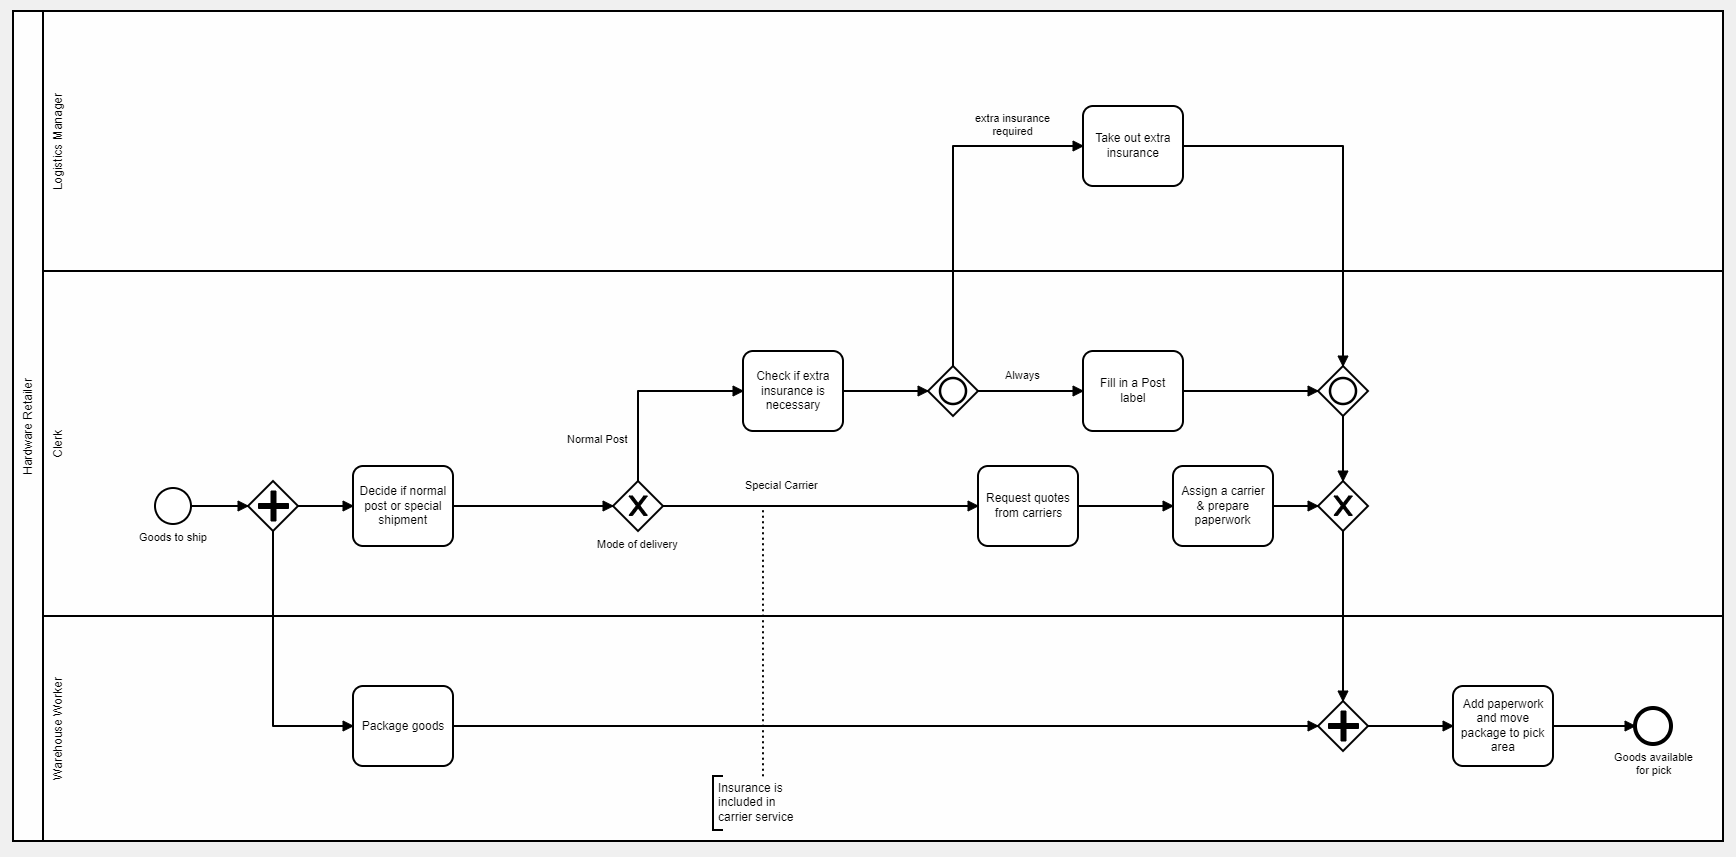 Hardware Retailer
Logistics Manager
extra insurance
required
Take out extra
insurance
Clerk
Goods to ship
Decide if normal
post or special
shipment
Mode of delivery
Normal Post
Check if extra
insurance is
necessary
Always
Fill in a Post
label
Special Carrier
Request quotes
from carriers
Assign a carrier
& prepare
paperwork
Warehouse Worker
Package goods
Insurance is
included in
carrier service
Add paperwork
and move
package to pick
area
Goods available
for pick